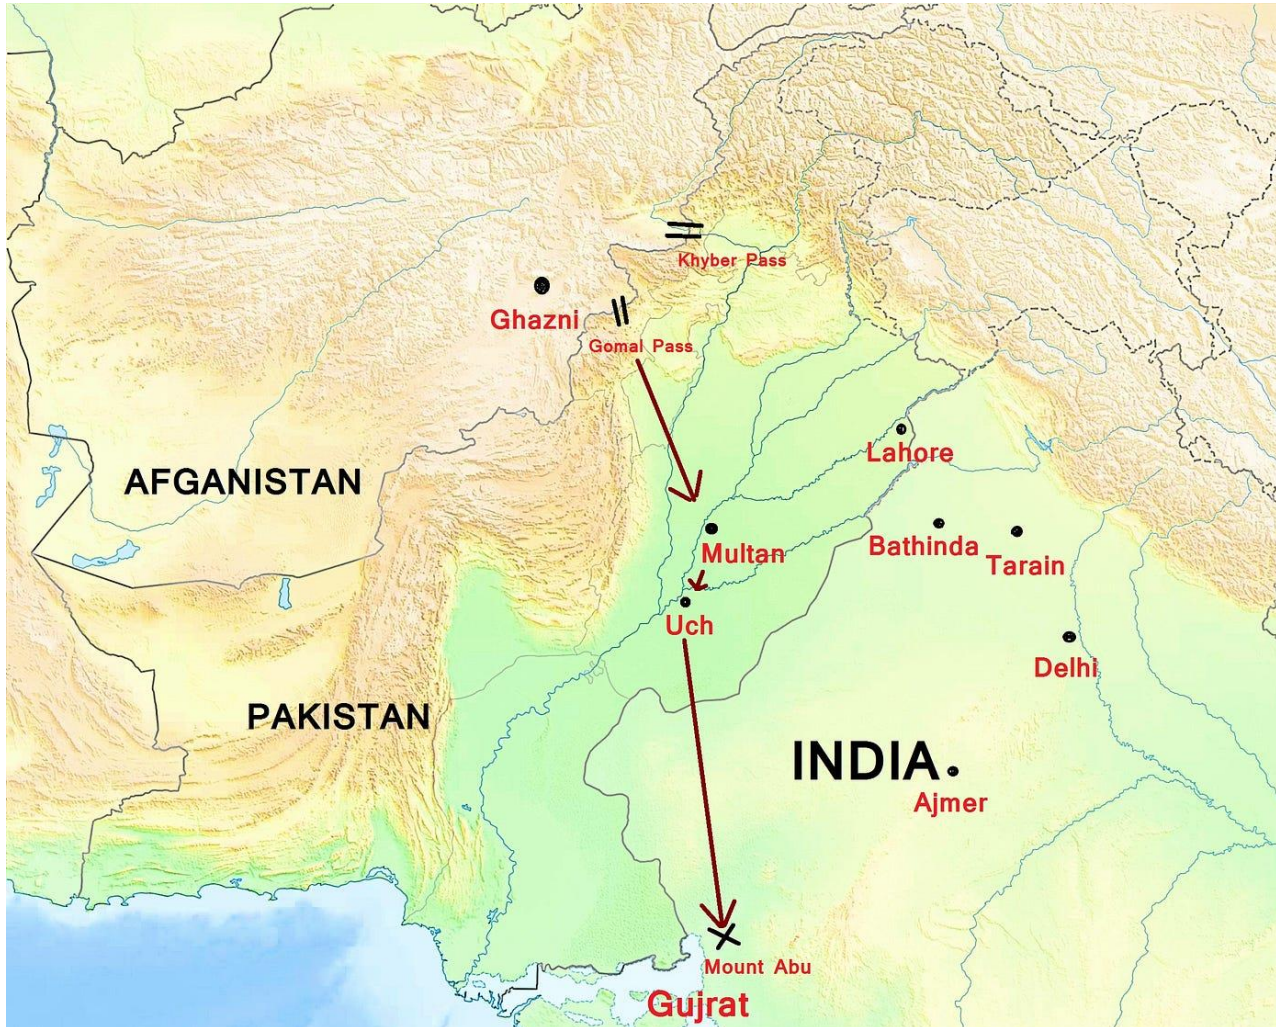 Khyber Pass
Ghazni
Gomal Pass
Lahore
AFGANISTAN
Multan
Bathinda
Tarain
Uch
Delhi
PAKISTAN
INDIA
Ajmer
Mount Abu
Gujrat